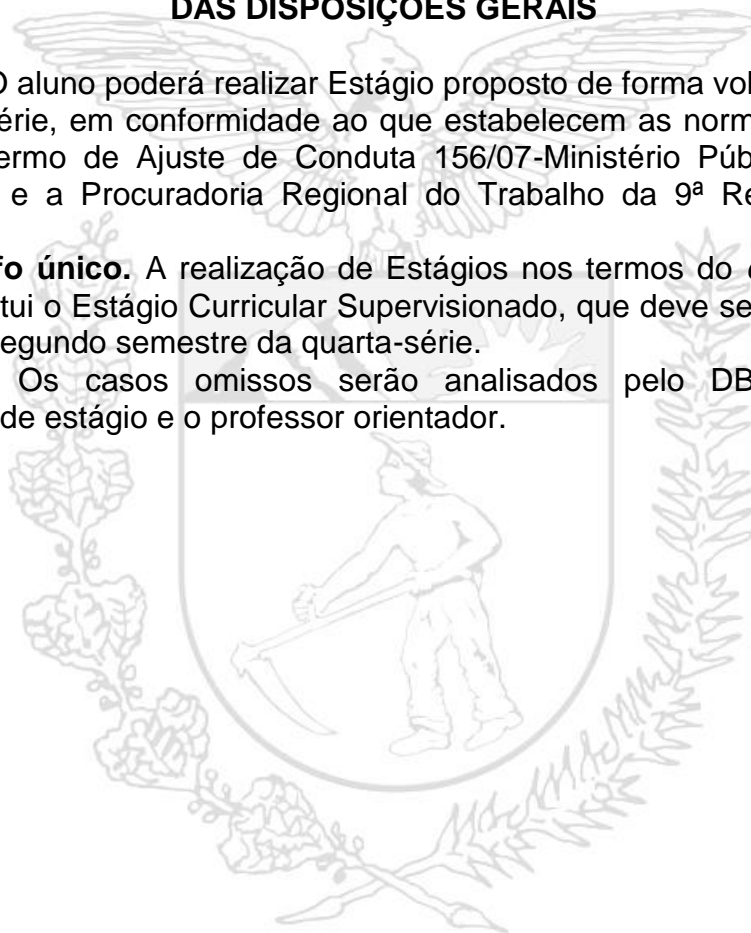 DAS DISPOSIÇÕES GERAIS
O aluno poderá realizar Estágio proposto de forma vol
érie, em conformidade ao que estabelecem as norm
ermo de Ajuste de Conduta 156/07-Ministério Púb
e a Procuradoria Regional do Trabalho da 9ª Re
fo único. A realização de Estágios nos termos do
tui o Estágio Curricular Supervisionado, que deve se
egundo semestre da quarta-série.
Os casos omissos serão analisados pelo DB
de estágio e o professor orientador.